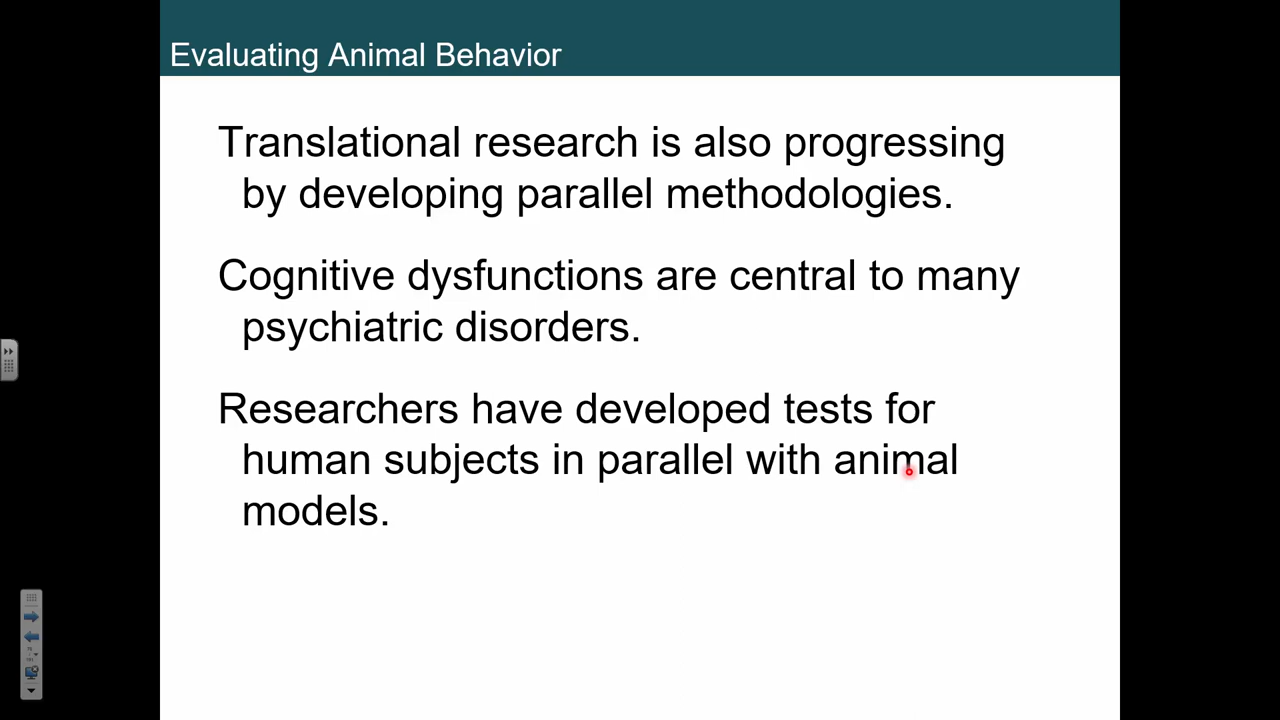 Evaluating Animal Behavior
Translational research is also progressing
by developing parallel methodologies.
Cognitive dysfunctions are central to many
psychiatric disorders.
Researchers have developed tests for
human subjects in parallel with animal
models.